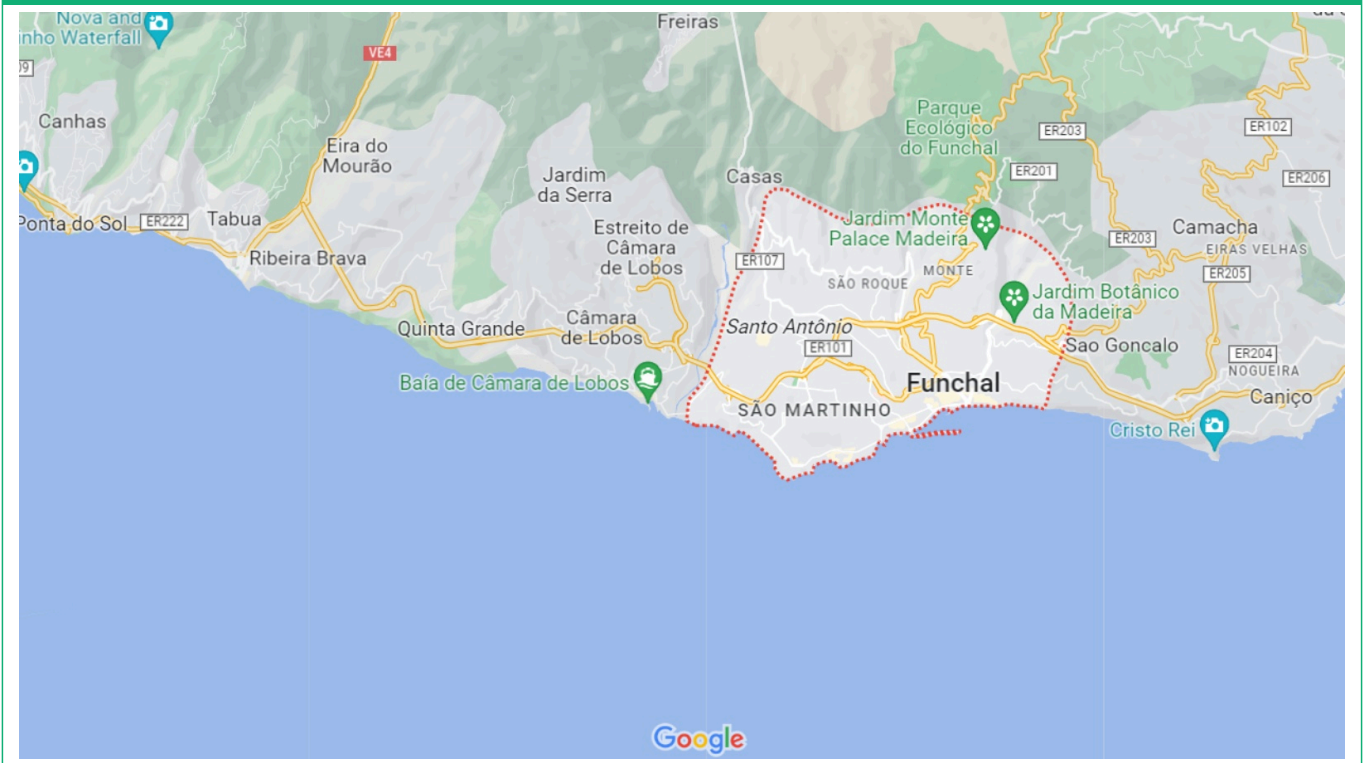 Nova and
inho Waterfall
Freiras
VE4
Canhas
Eira do
Mourão
Parque
Ecológico
do Funchal
ER203
ER102
ER201
ER206
Jardim
da Serra
Casas
Ponta do Sol
ER222
Tabua
Estreito de
Câmara
de Lobos
Jardim Monte
Palace Madeira
ER203
Camacha
EIRAS VELHAS
Ribeira Brava
ER107
SÃO ROQUE
MONTE
ER205
Jardim Botânico
da Madeira
Quinta Grande
Câmara
de Lobos
Santo Antônio
ER101
Sao Goncalo
ER204
NOGUEIRA
Baía de Câmara de Lobos
Funchal
Caniço
SÃO MARTINHO
Cristo Rei
Google